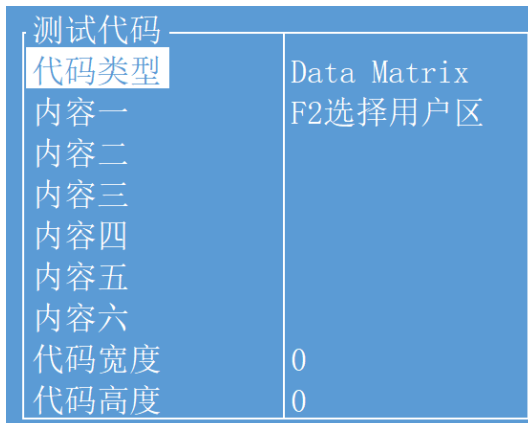 测试代码
代码类型 Data Matrix
内容一 F2选择用户区
内容二
内容三
内容四
内容五
内容六
代码宽度 0
代码高度 0